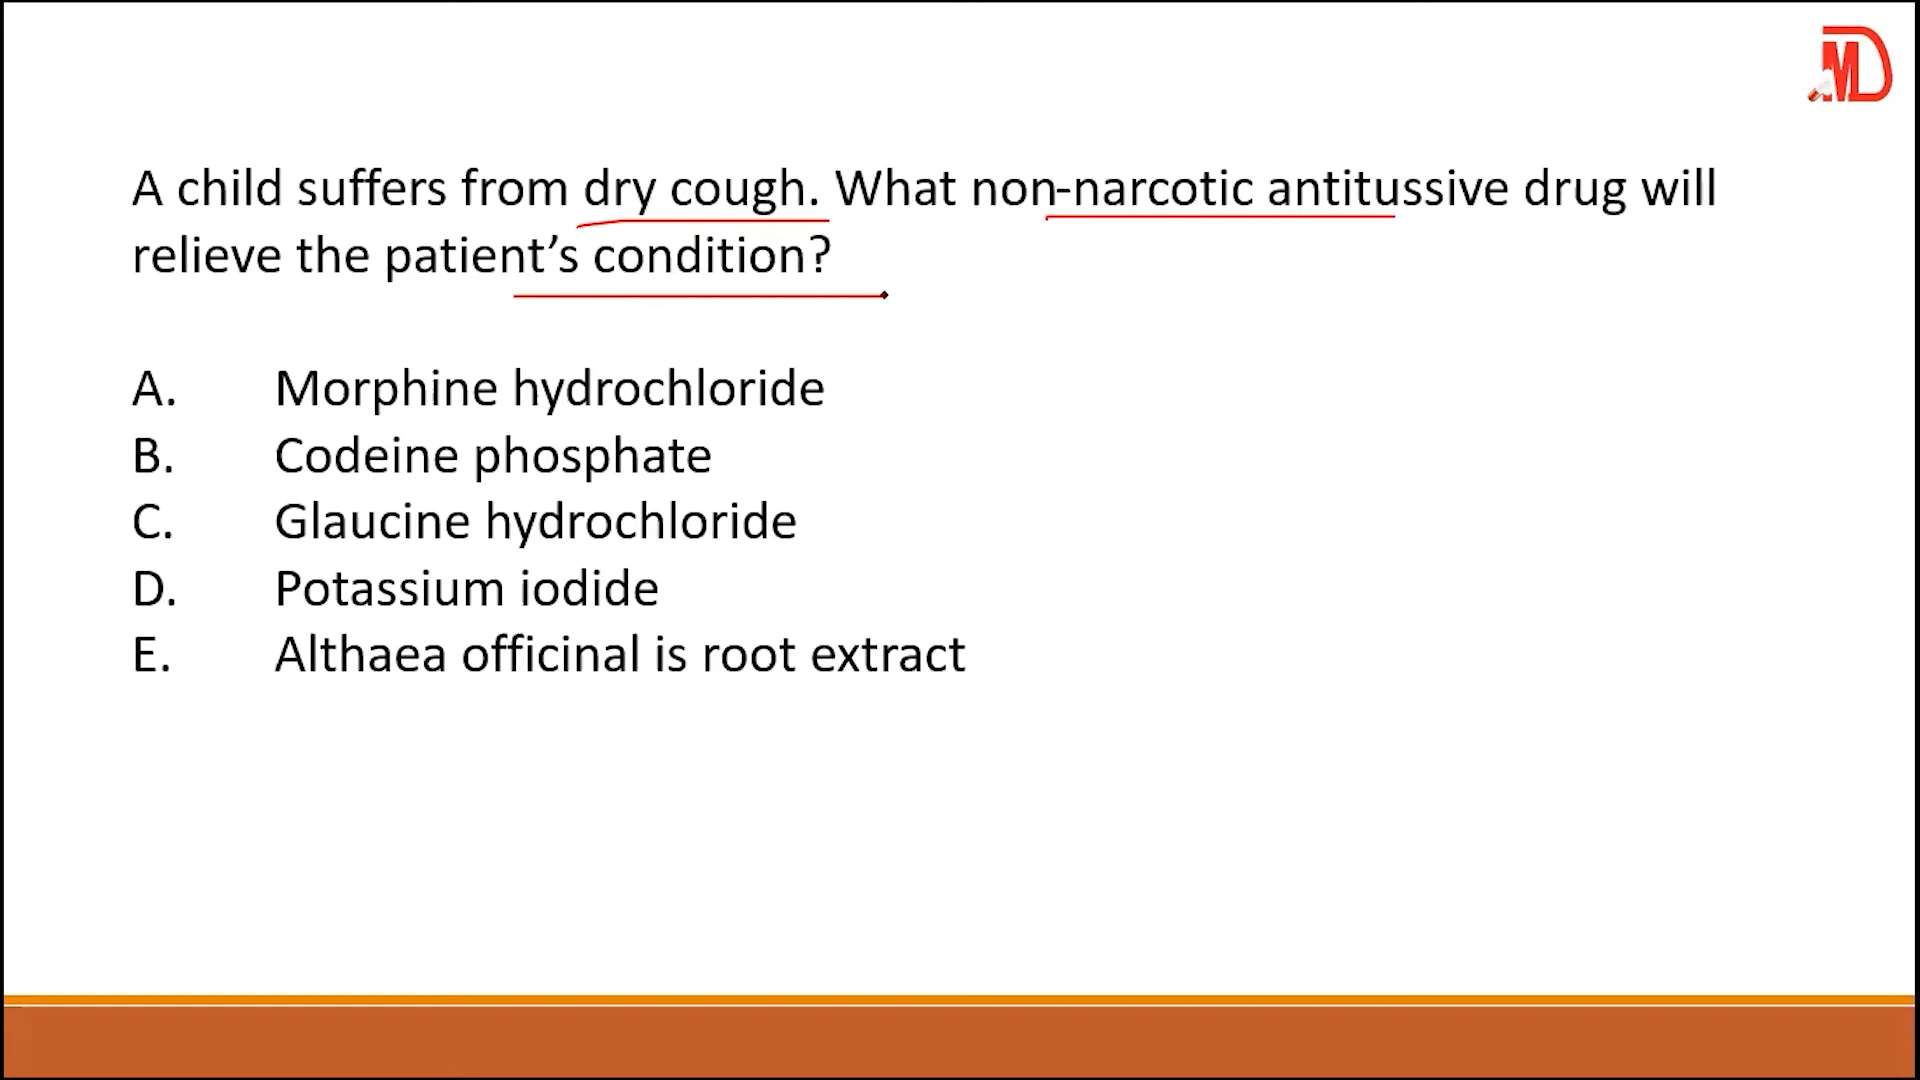 MD
A child suffers from dry cough. What non-narcotic antitussive drug will
relieve the patient’s condition?
A. Morphine hydrochloride
B. Codeine phosphate
C. Glaucine hydrochloride
D. Potassium iodide
E. Althaea officinal is root extract